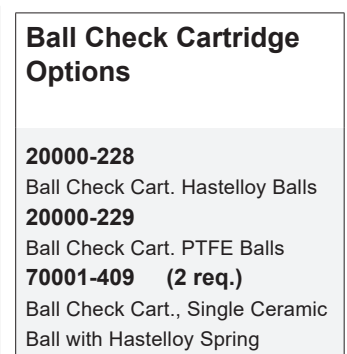 Ball Check Cartridge
Options
20000-228
Ball Check Cart. Hastelloy Balls
20000-229
Ball Check Cart. PTFE Balls
70001-409 (2 req.)
Ball Check Cart., Single Ceramic
Ball with Hastelloy Spring